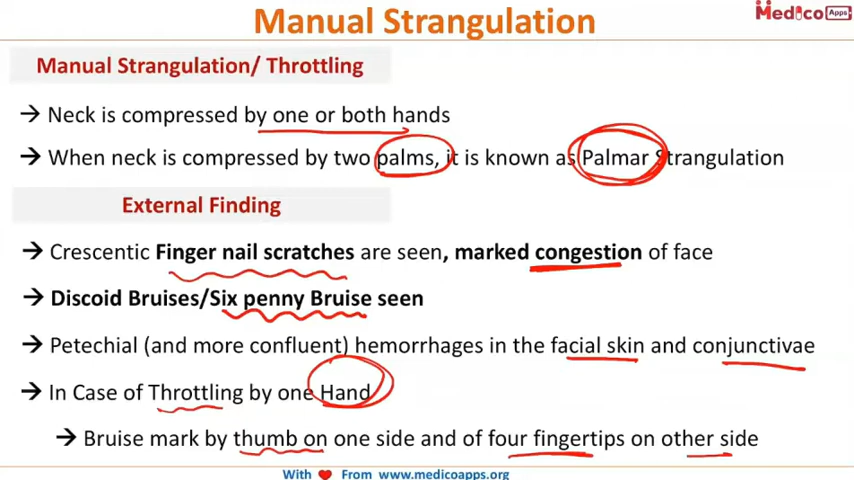 Manual Strangulation
Medico Apps
Manual Strangulation/ Throttling
→ Neck is compressed by one or both hands
→ When neck is compressed by two palms, it is known as Palmar Strangulation
External Finding
→ Crescentic Finger nail scratches are seen, marked congestion of face
→ Discoid Bruises/Six penny Bruise seen
→ Petechial (and more confluent) hemorrhages in the facial skin and conjunctivae
→ In Case of Throttling by one Hand
→ Bruise mark by thumb on one side and of four fingertips on other side
With ❤ From www.medicoapps.org